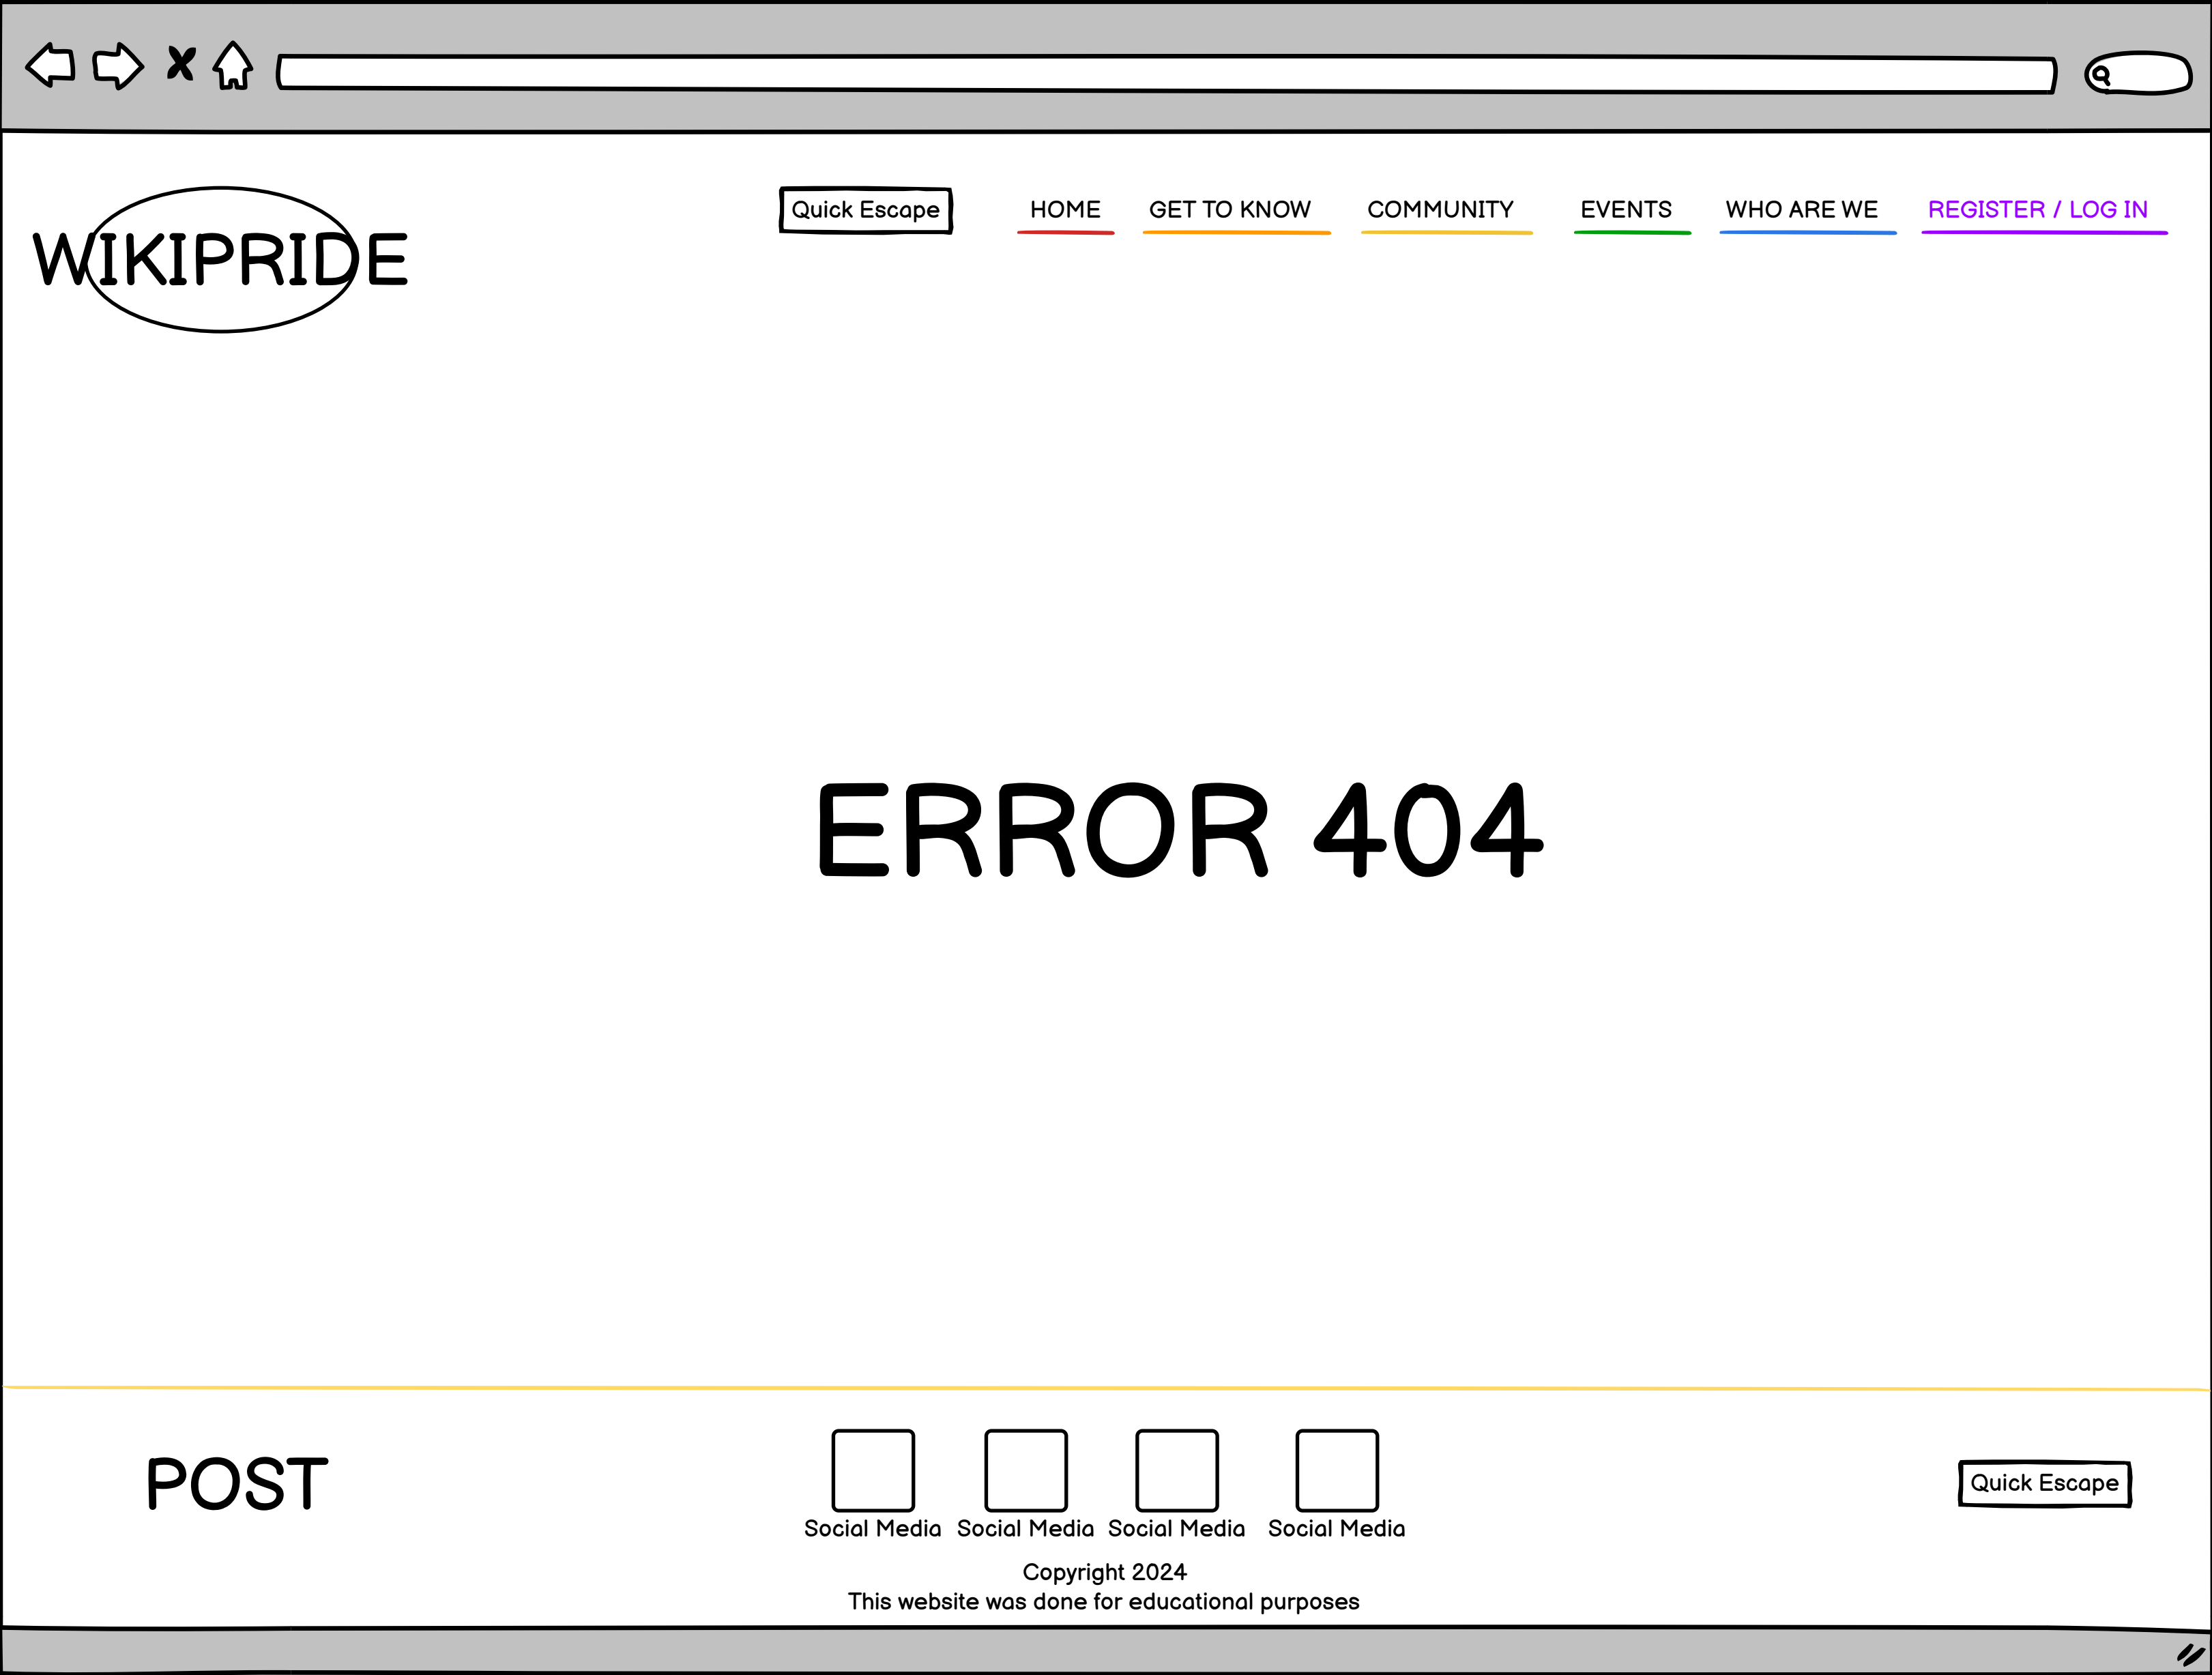 Quick Escape HOME GET TO KNOW COMMUNITY EVENTS WHO ARE WE REGISTER / LOG IN
WIKIPRIDE
ERROR 404
POST
Quick Escape
Social Media Social Media Social Media Social Media
Copyright 2024
This website was done for educational purposes